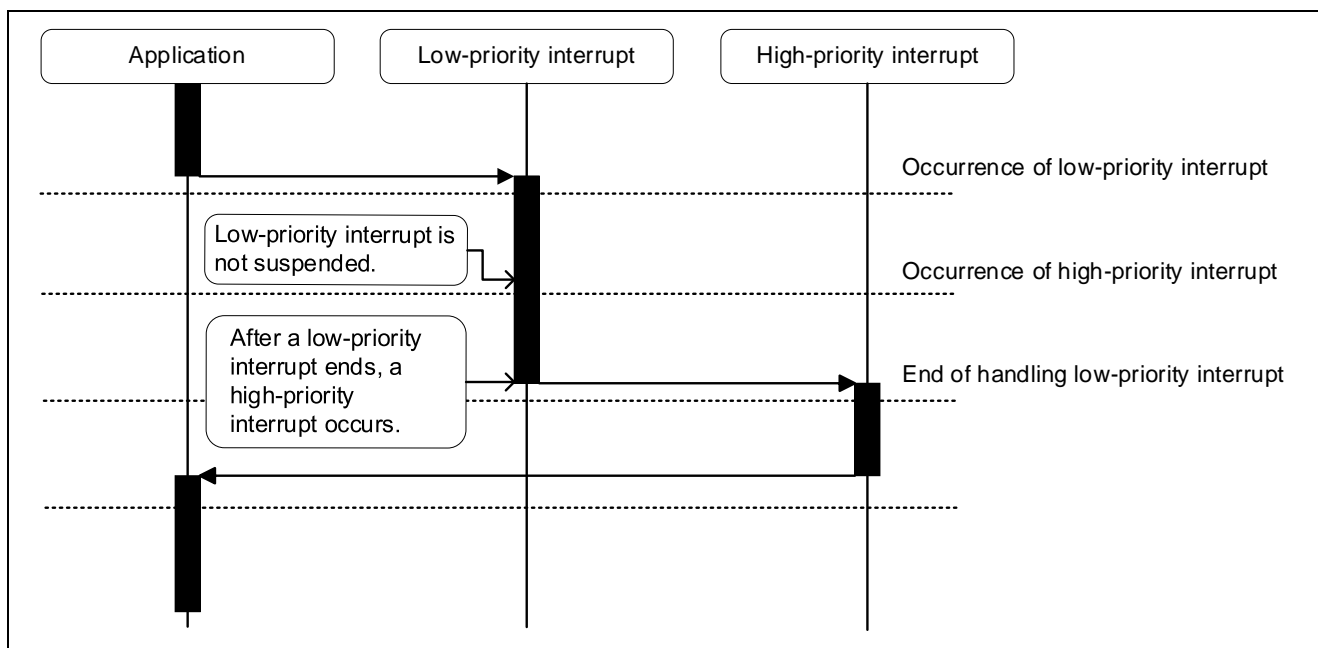 Application
Low-priority interrupt
High-priority interrupt
Occurrence of low-priority interrupt
Low-priority interrupt is
not suspended.
Occurrence of high-priority interrupt
After a low-priority
interrupt ends, a
high-priority
interrupt occurs.
End of handling low-priority interrupt